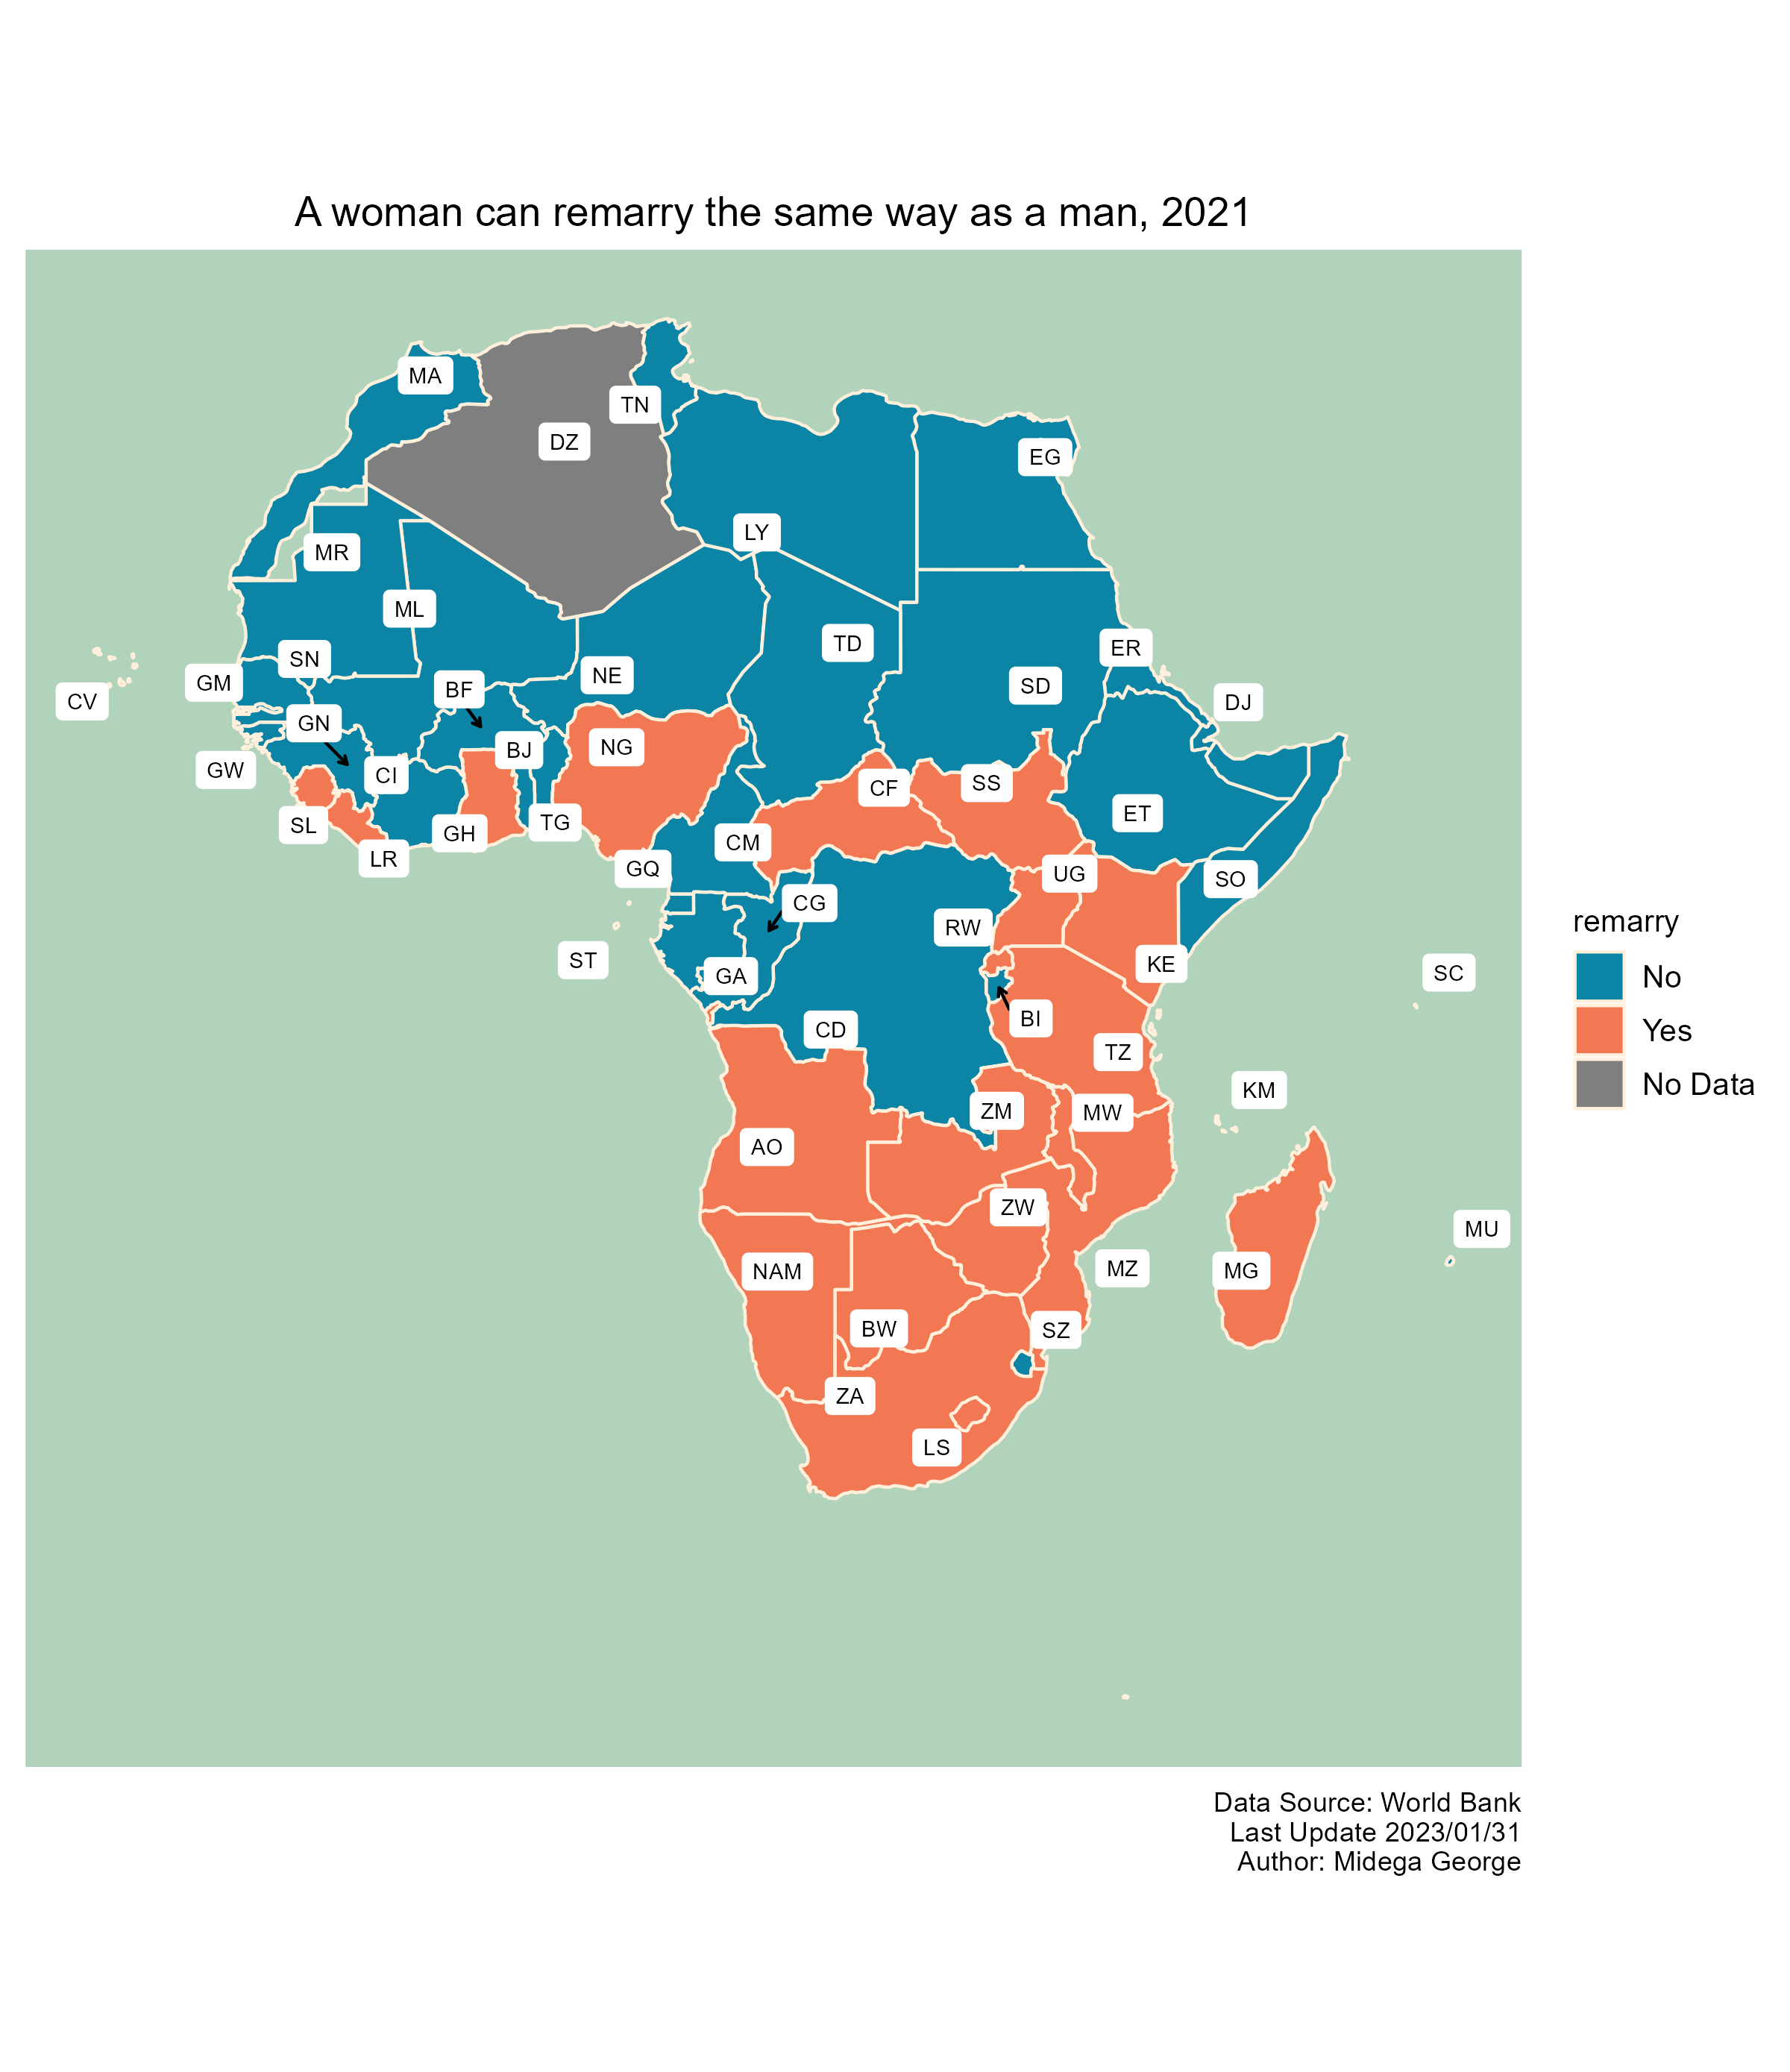 A woman can remarry the same way as a man, 2021
MA
TN
DZ
EG
LY
MR
ML
TD
ER
SN
NE
GM
SD
BF
CV
DJ
GN
NG
BJ
GW
CI
SS
CF
ET
TG
SL
GH
CM
LR
GQ
UG
SO
CG
RW
remarry
ST
KE
SC
GA
No
BI
CD
Yes
TZ
KM
No Data
ZM
MW
AO
ZW
MU
MZ
NAM
MG
BW
SZ
ZA
LS
Data Source: World Bank
Last Update 2023/01/31
Author: Midega George